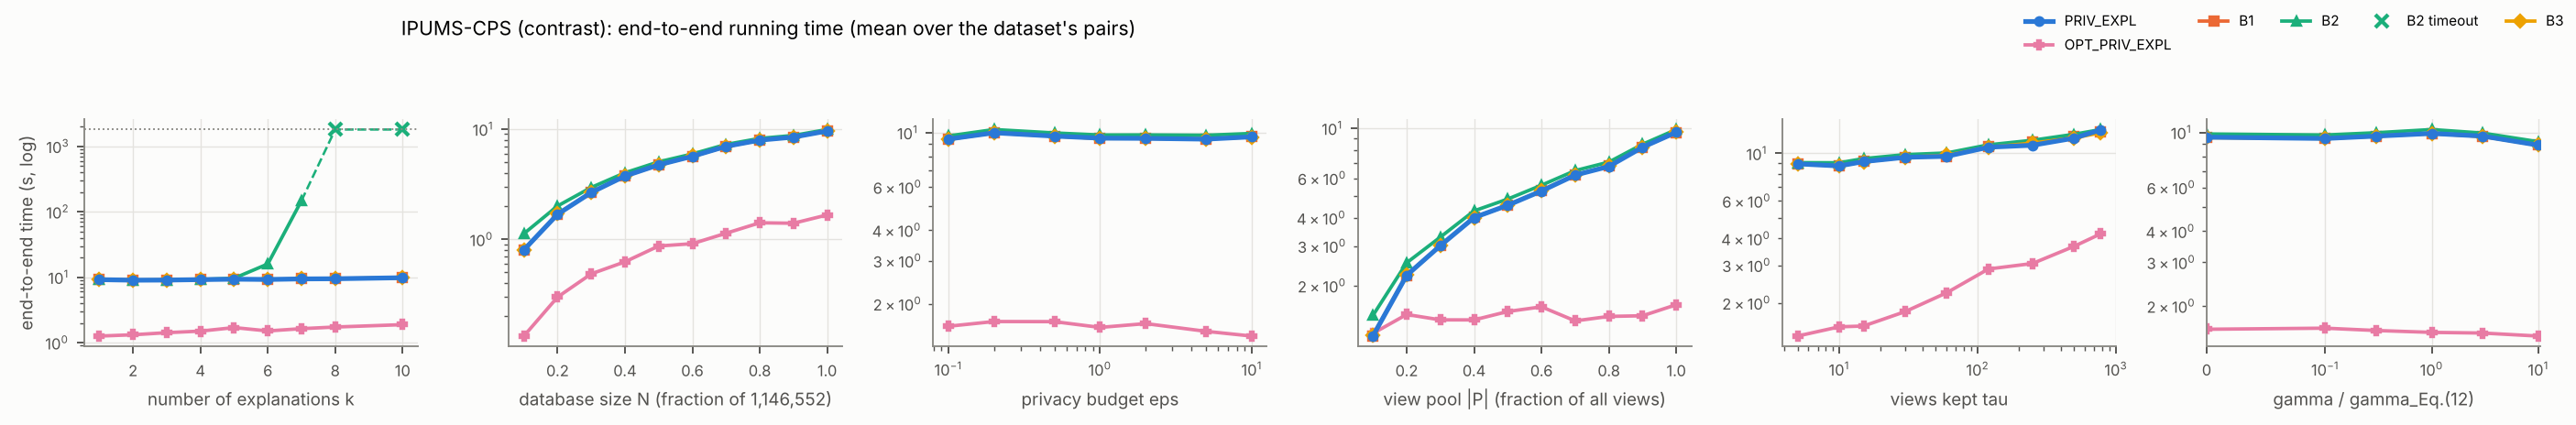 IPUMS-CPS (contrast): end-to-end running time (mean over the dataset's pairs)
PRIV_EXPL B1 B2 B2 timeout B3
OPT_PRIV_EXPL
end-to-end time (s, log)
10³
10²
10¹
10⁰
2 4 6 8 10
number of explanations k
10¹
10⁰
0.2 0.4 0.6 0.8 1.0
database size N (fraction of 1,146,552)
10¹
6 × 10⁰
4 × 10⁰
3 × 10⁰
2 × 10⁰
10⁻¹ 10⁰ 10¹
privacy budget eps
10¹
6 × 10⁰
4 × 10⁰
3 × 10⁰
2 × 10⁰
0.2 0.4 0.6 0.8 1.0
view pool |P| (fraction of all views)
10¹
6 × 10⁰
4 × 10⁰
3 × 10⁰
2 × 10⁰
10¹ 10² 10³
views kept tau
10¹
6 × 10⁰
4 × 10⁰
3 × 10⁰
2 × 10⁰
0 10⁻¹ 10⁰ 10¹
gamma / gamma_Eq.(12)